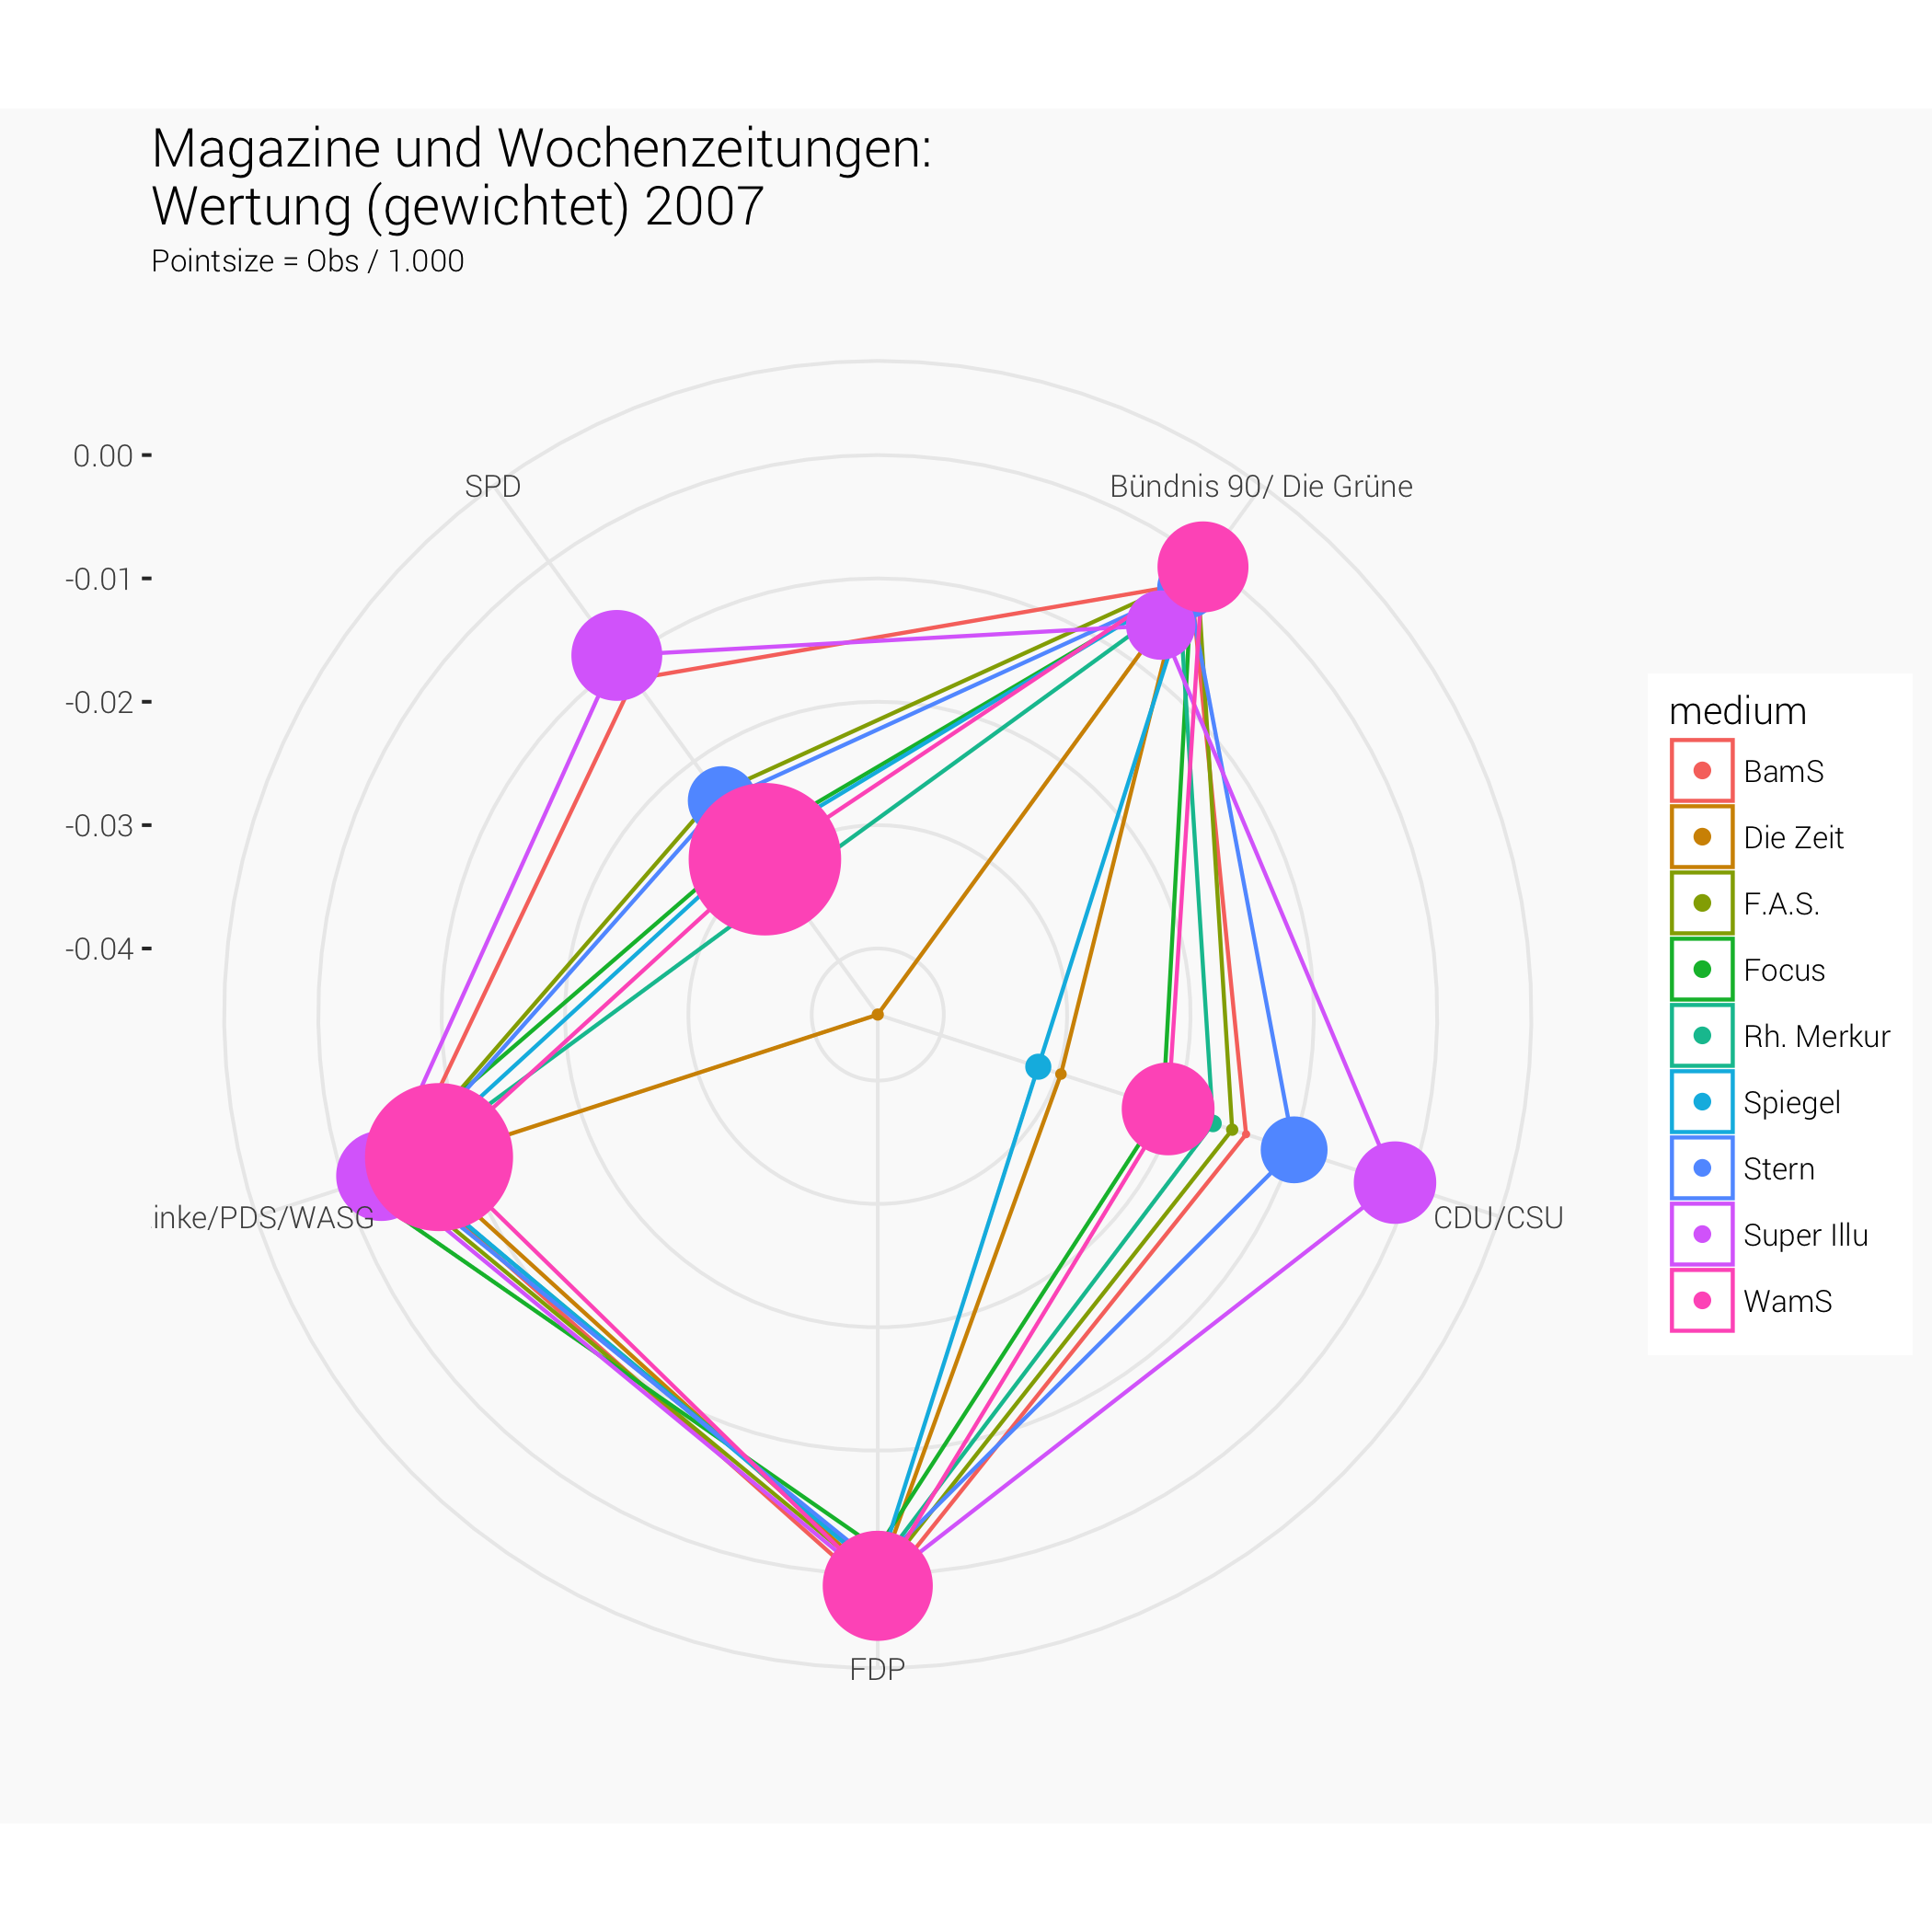 Magazine und Wochenzeitungen:
Wertung (gewichtet) 2007
Pointsize = Obs / 1.000
0.00
-0.01
-0.02
-0.03
-0.04
SPD
Bündnis 90/ Die Grüne
inke/PDS/WASG
CDU/CSU
FDP
medium
BamS
Die Zeit
F.A.S.
Focus
Rh. Merkur
Spiegel
Stern
Super Illu
WamS